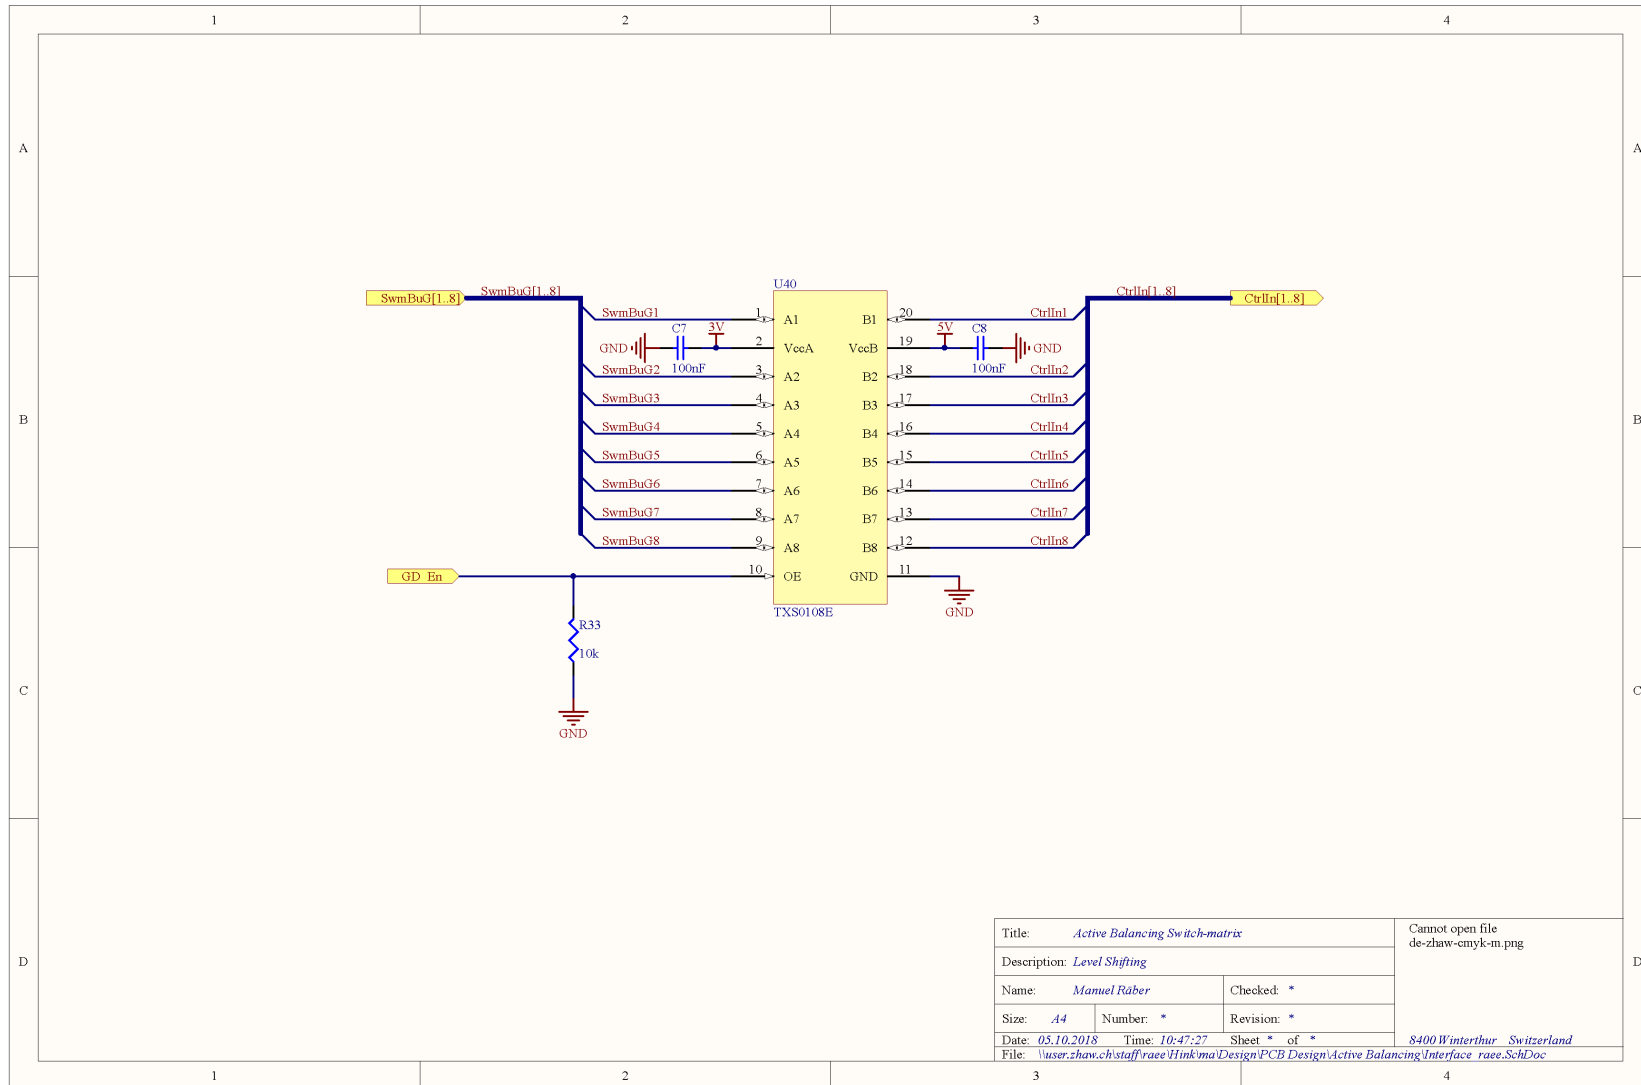 1 2 3 4
A A
U40
SwmBuG[1..8] SwmBuG[1..8] CtrlIn[1..8] CtrlIn[1..8]
SwmBuG1 1 A1 B1 20 CtrlIn1
C7 3V 5V C8
GND 2 VccA VccB 19 GND
100nF 100nF
SwmBuG2 3 A2 B2 18 CtrlIn2
SwmBuG3 4 A3 B3 17 CtrlIn3
B B
SwmBuG4 5 A4 B4 16 CtrlIn4
SwmBuG5 6 A5 B5 15 CtrlIn5
SwmBuG6 7 A6 B6 14 CtrlIn6
SwmBuG7 8 A7 B7 13 CtrlIn7
SwmBuG8 9 A8 B8 12 CtrlIn8
GD_En 10 OE GND 11
TXS0108E GND
R33
10k
C C
GND
D D
Title: Active Balancing Switch-matrix
Cannot open file
de-zhaw-cmyk-m.png
Description: Level Shifting
Name: Manuel Räber Checked: *
Size: A4 Number: * Revision: *
Date: 05.10.2018 Time: 10:47:27 Sheet * of * 8400 Winterthur Switzerland
File: \\user.zhaw.ch\staff\raee\Hink\ma\Design\PCB Design\Active Balancing\Interface_raee.SchDoc
1 2 3 4